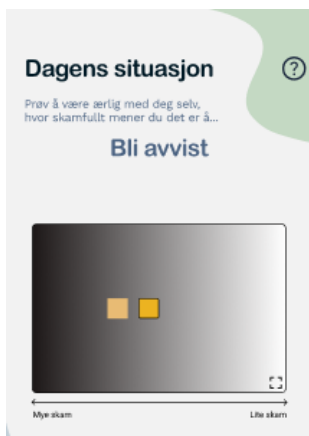 Dagens situasjon
?
Prøv å være ærlig med deg selv,
hvor skamfullt mener du det er å...
Bli avvist
Mye skam
Lite skam